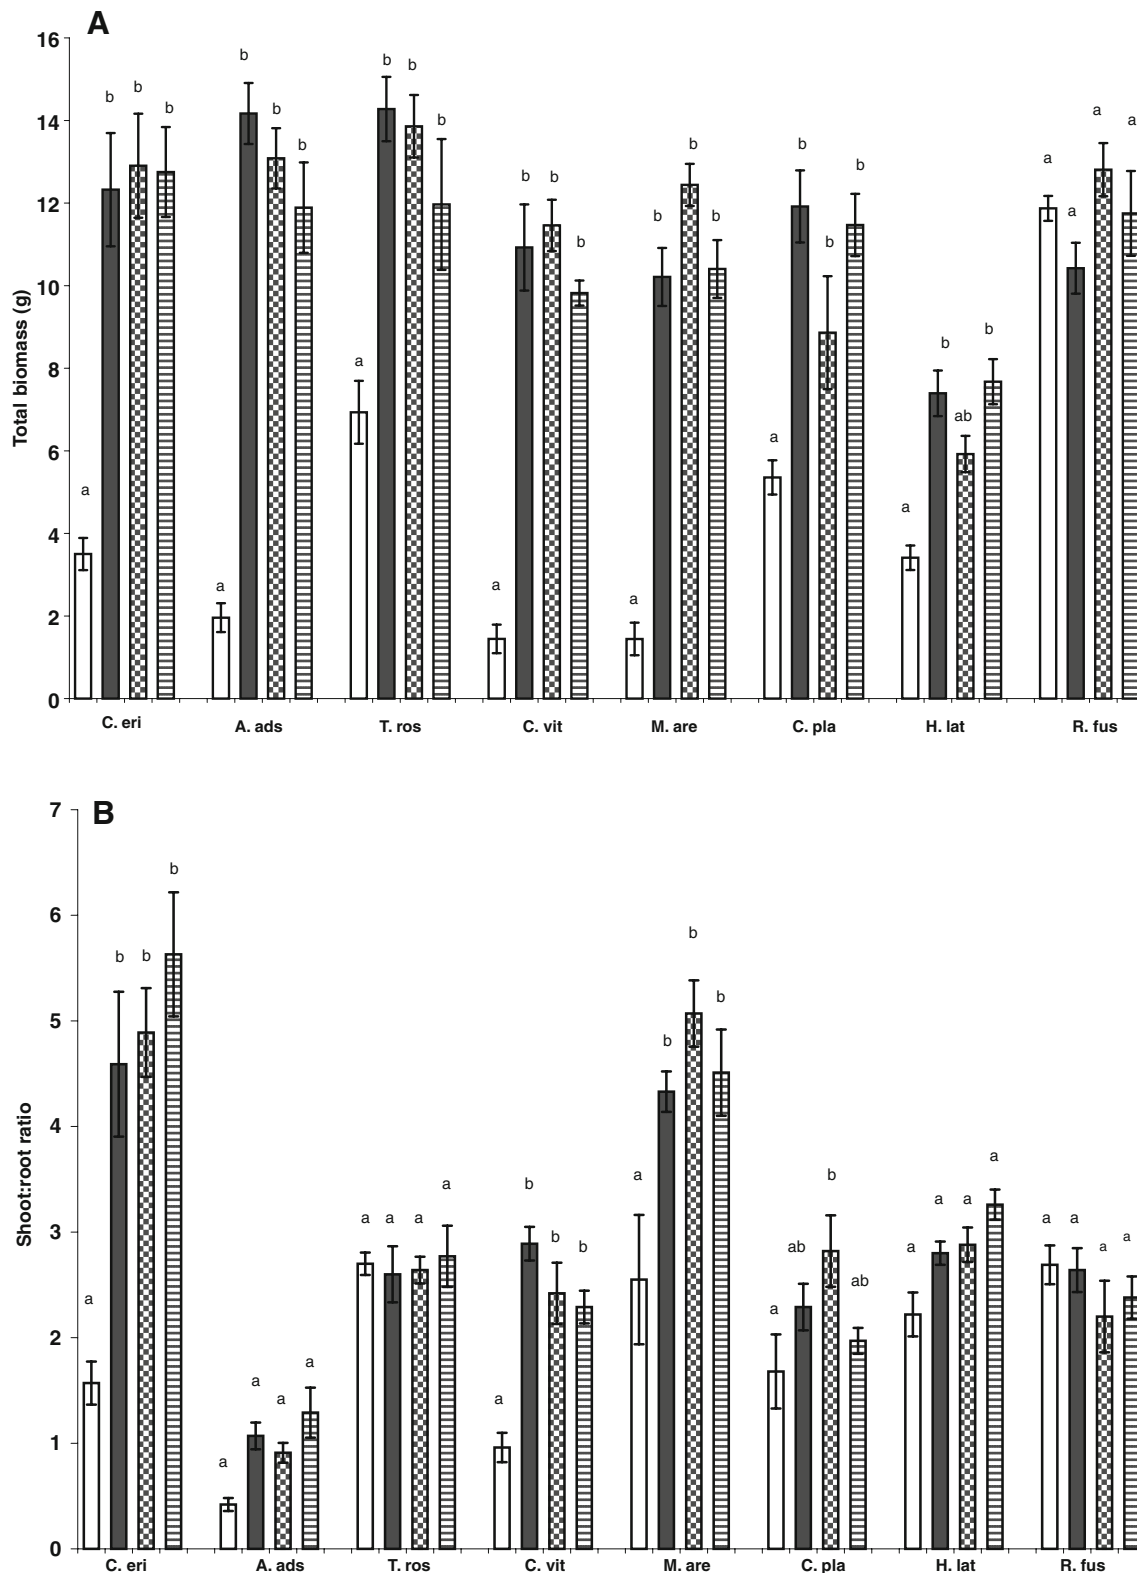 A
16
14
12
10
8
6
4
2
0
Total biomass (g)
a b b b
a b b b
a b b b
a b b b
a b b b
a b b b
a b ab b
a a a a
C. eri A. ads T. ros C. vit M. are C. pla H. lat R. fus
B
7
6
5
4
3
2
1
0
Shoot:root ratio
a b b b
a a a a
a a a a
a b b b
a b b b
a ab b ab
a a a a
a a a a
C. eri A. ads T. ros C. vit M. are C. pla H. lat R. fus